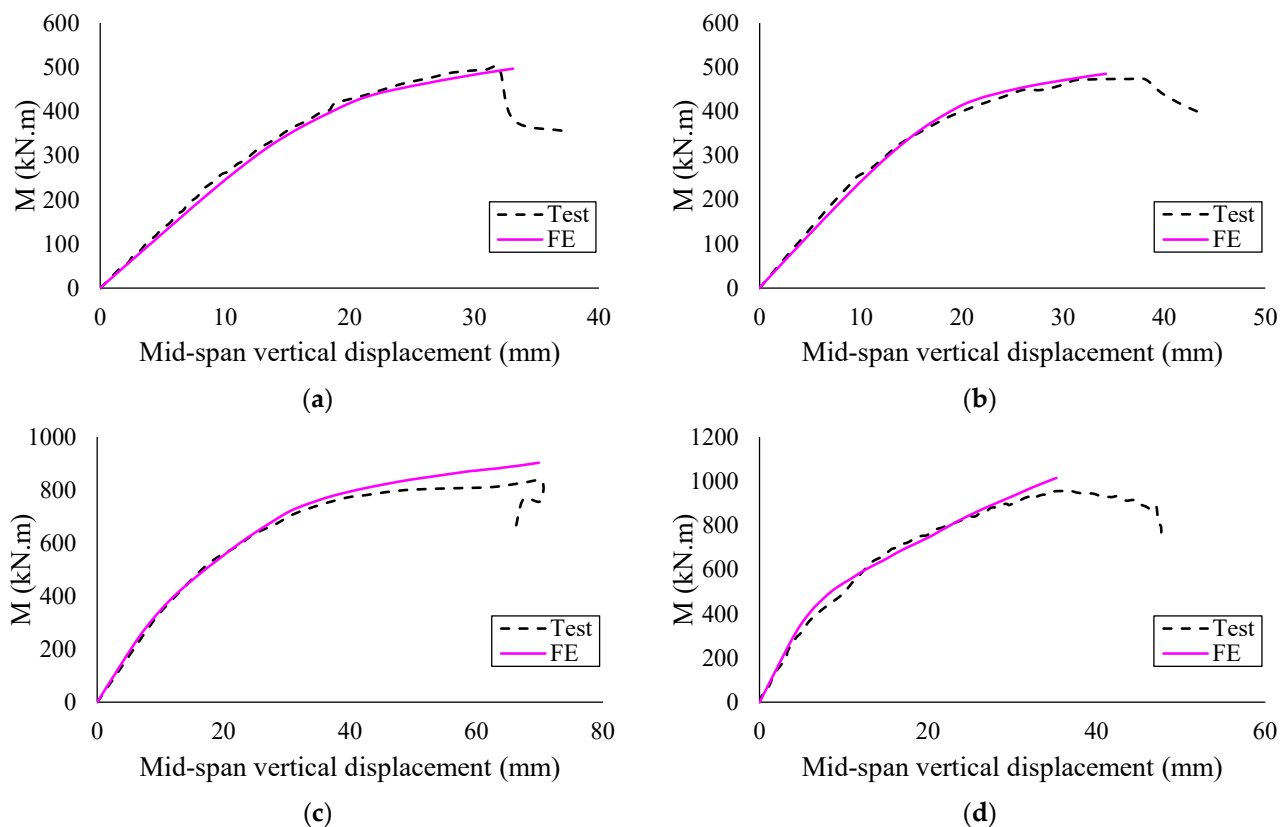 600
500
400
300
200
100
0
M (kN.m)
Test
FE
0 10 20 30 40
Mid-span vertical displacement (mm)
(a)
600
500
400
300
200
100
0
M (kN.m)
Test
FE
0 10 20 30 40 50
Mid-span vertical displacement (mm)
(b)
1000
800
600
400
200
0
M (kN.m)
Test
FE
0 20 40 60 80
Mid-span vertical displacement (mm)
(c)
1200
1000
800
600
400
200
0
M (kN.m)
Test
FE
0 20 40 60
Mid-span vertical displacement (mm)
(d)